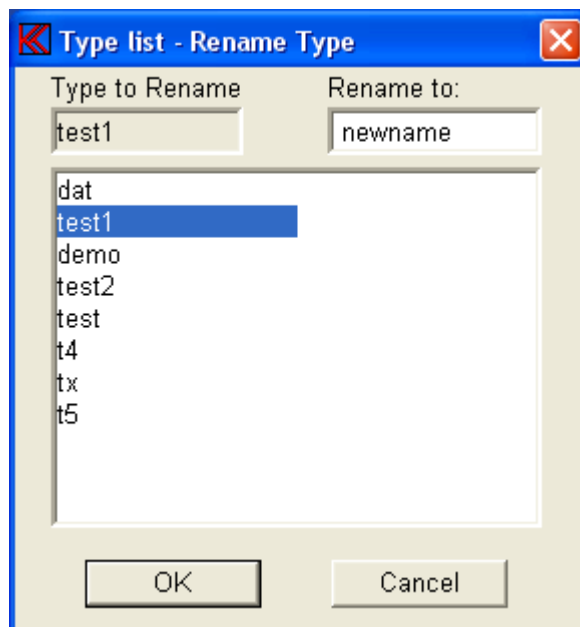 Type list - Rename Type
Type to Rename
Rename to:
test1
newname
dat
test1
demo
test2
test
t4
tx
t5
OK
Cancel